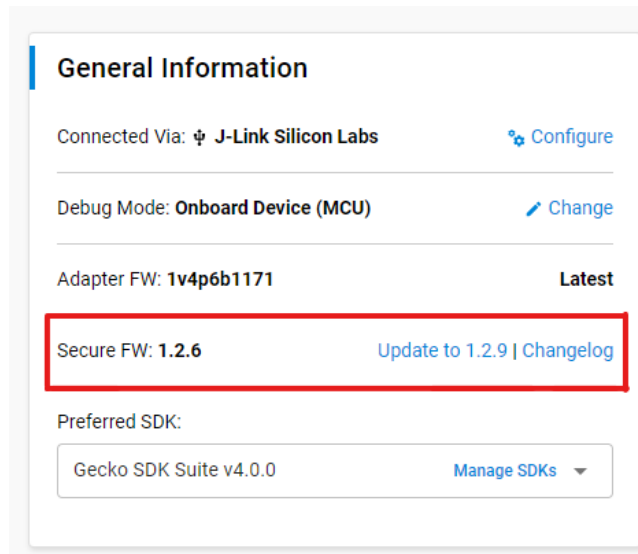 General Information
Connected Via: J-Link Silicon Labs Configure
Debug Mode: Onboard Device (MCU) Change
Adapter FW: 1v4p6b1171 Latest
Secure FW: 1.2.6 Update to 1.2.9 | Changelog
Preferred SDK:
Gecko SDK Suite v4.0.0 Manage SDKs